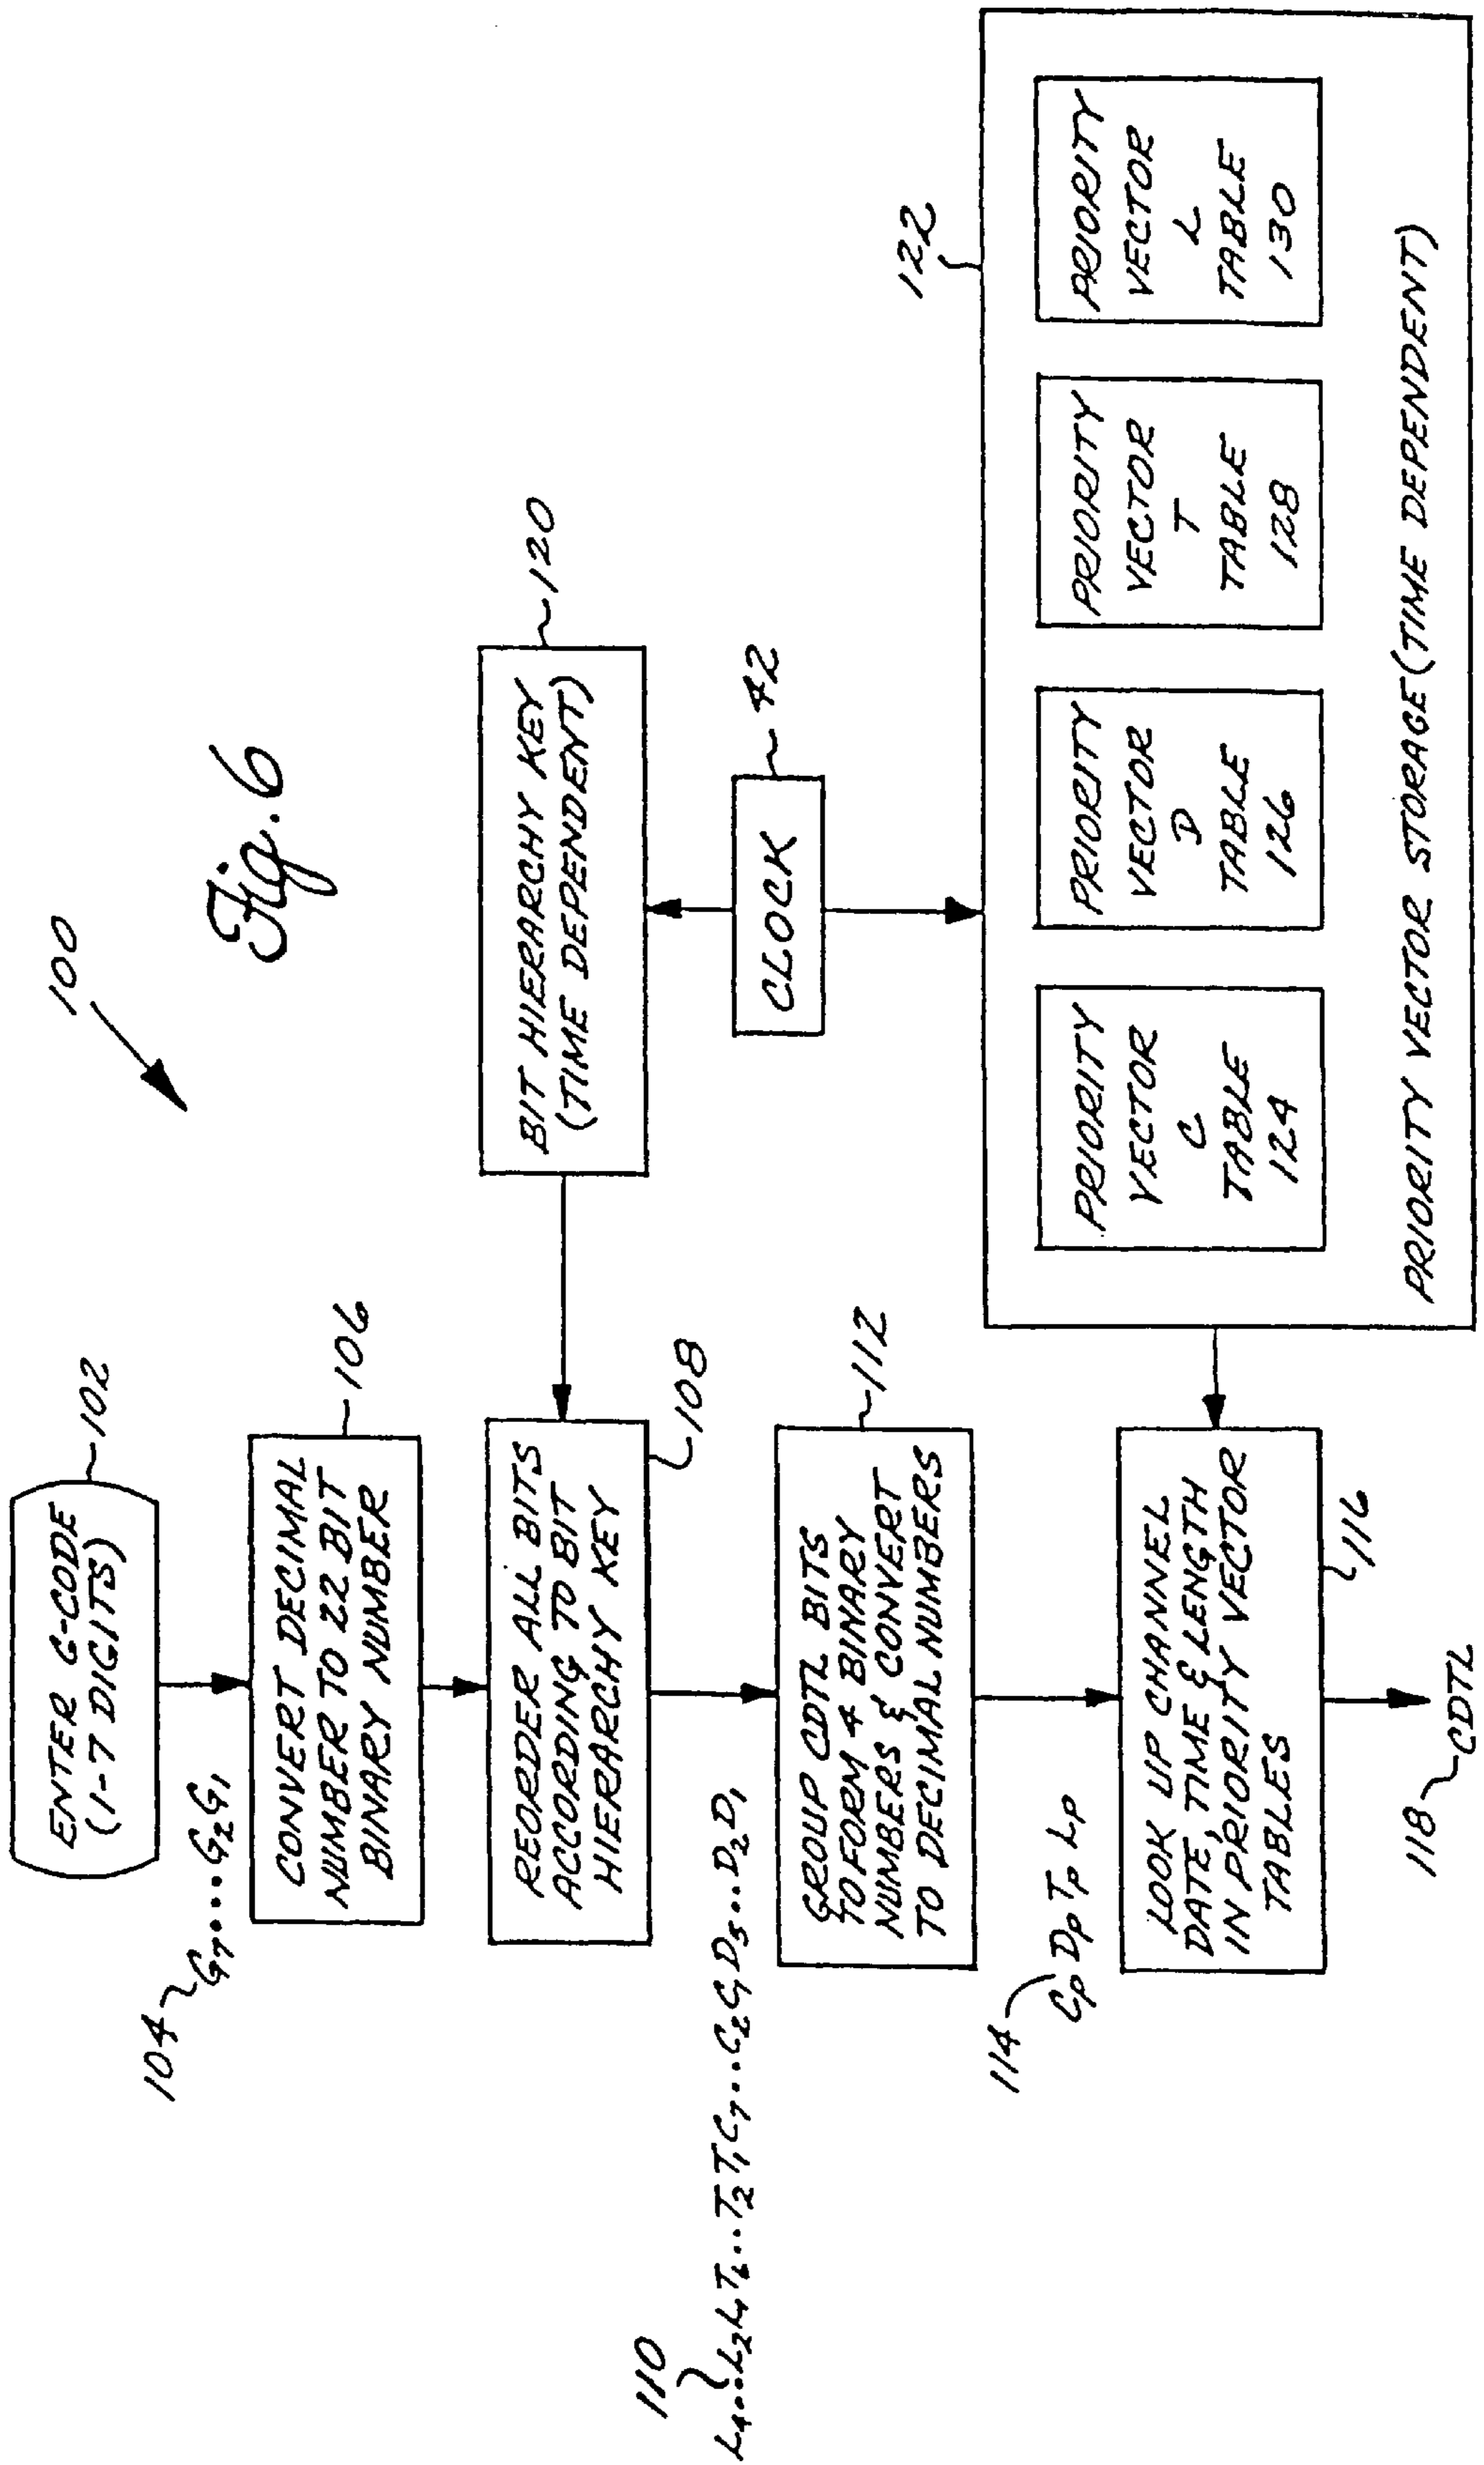 100
Fig. 6
ENTER G-CODE
(1-7 DIGITS)
102
104
G7...G2G1
CONVERT DECIMAL
NUMBER TO 22 BIT
BINARY NUMBER
106
REORDER ALL BITS
ACCORDING TO BIT
HIERARCHY KEY
108
BIT HIERARCHY KEY
(TIME DEPENDENT)
120
CLOCK
42
110
L4..L2L1T6..T2T1C7..C2C1D5..D2D1
GROUP CDTL BITS
TO FORM 4 BINARY
NUMBERS & CONVERT
TO DECIMAL NUMBERS
112
114
CP DP TP LP
LOOK UP CHANNEL
DATE, TIME & LENGTH
IN PRIORITY VECTOR
TABLES
116
118
CDTL
122
PRIORITY
VECTOR
C
TABLE
124
PRIORITY
VECTOR
D
TABLE
126
PRIORITY
VECTOR
T
TABLE
128
PRIORITY
VECTOR
L
TABLE
130
PRIORITY VECTOR STORAGE (TIME DEPENDENT)